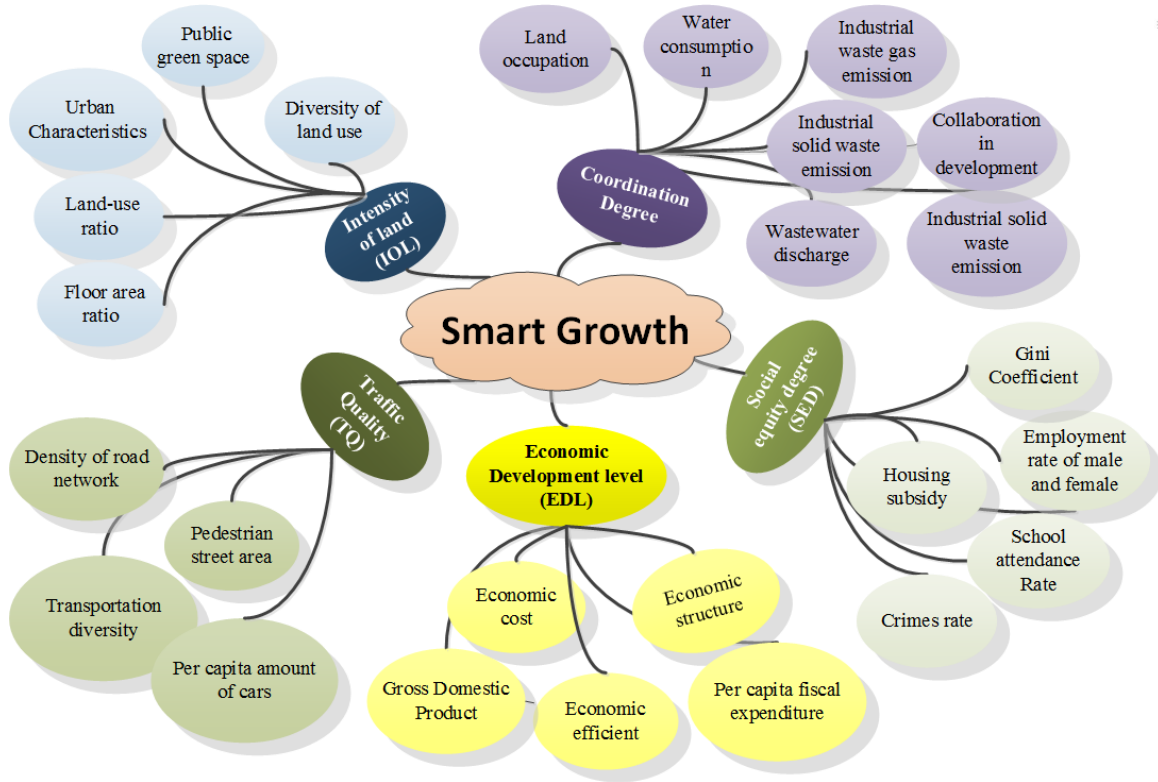 Public
green space
Urban
Characteristics
Diversity of
land use
Land-use
ratio
Floor area
ratio
Intensity
of land
(IOL)
Land
occupation
Water
consumptio
n
Industrial
waste gas
emission
Industrial
solid waste
emission
Collaboration
in
development
Coordination
Degree
Wastewater
discharge
Industrial solid
waste
emission
Smart Growth
Traffic
Quality
(TQ)
Density of road
network
Pedestrian
street area
Transportation
diversity
Per capita amount
of cars
Economic
Development level
(EDL)
Economic
cost
Economic
structure
Gross Domestic
Product
Economic
efficient
Per capita fiscal
expenditure
Social
equity degree
(SED)
Gini
Coefficient
Employment
rate of male
and female
Housing
subsidy
School
attendance
Rate
Crimes rate